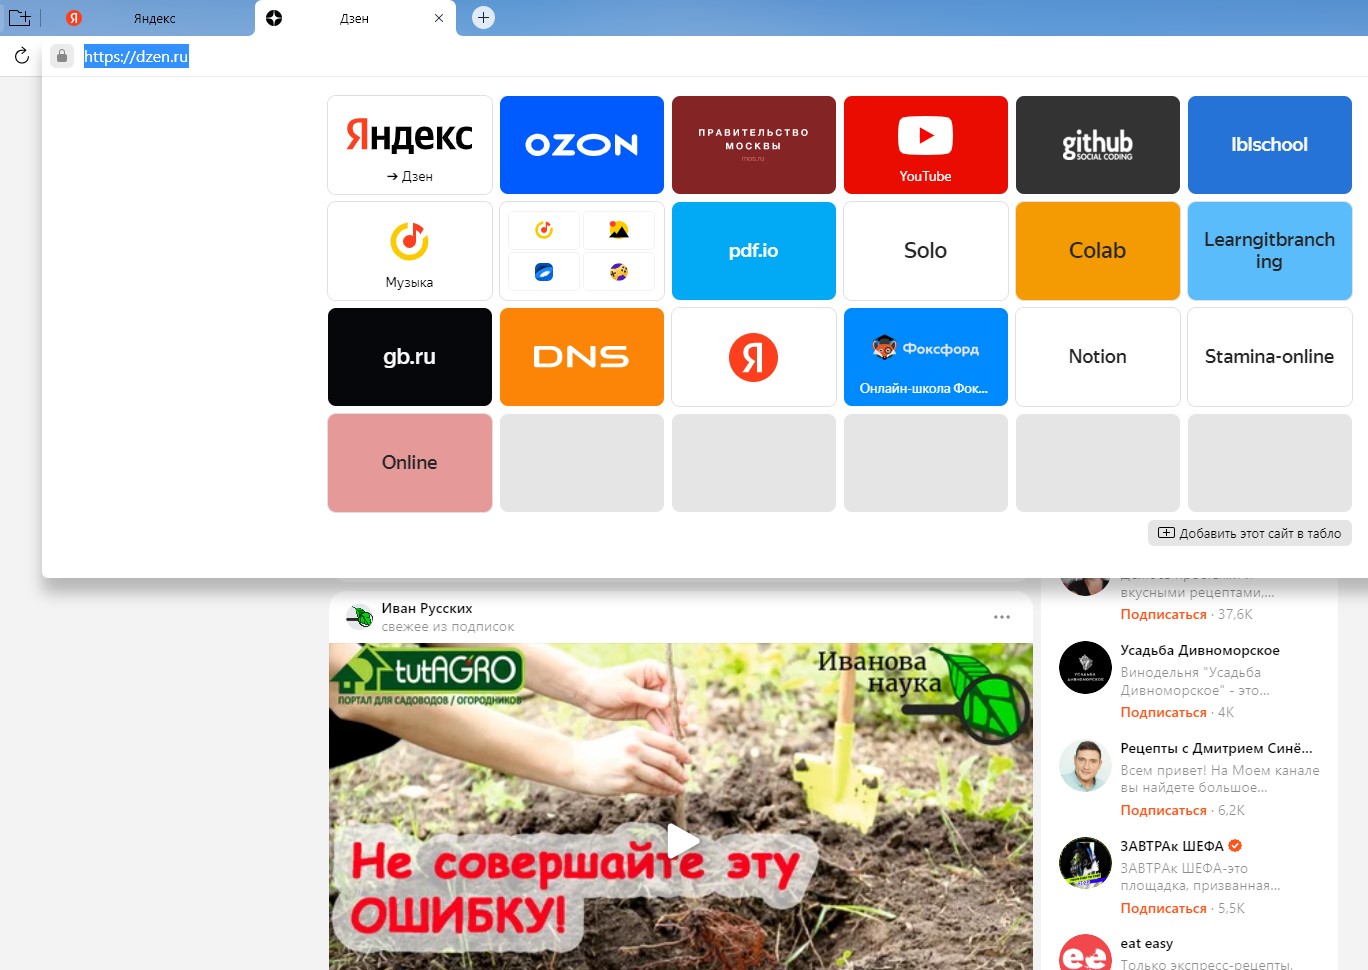 Яндекс
Дзен
https://dzen.ru
Яндекс
→ Дзен
OZON
ПРАВИТЕЛЬСТВО
МОСКВЫ
mos.ru
YouTube
github
SOCIAL CODING
lblschool
Музыка
pdf.io
Solo
Colab
Learngitbranch
ing
gb.ru
DNS
Я
Фоксфорд
Онлайн-школа Фок...
Notion
Stamina-online
Online
Добавить этот сайт в табло
Иван Русских
свежее из подписок
tutAGRO
ПОРТАЛ ДЛЯ САДОВОДОВ / ОГОРОДНИКОВ
Иванова
наука
Не совершайте эту
ОШИБКУ!
вкусными рецептами,...
Подписаться · 37,6K
Усадьба Дивноморское
Винодельня "Усадьба
Дивноморское" - это...
Подписаться · 4K
Рецепты с Дмитрием Синё...
Всем привет! На Моем канале
вы найдете большое...
Подписаться · 6,2K
ЗАВТРАк ШЕФА
ЗАВТРАк ШЕФА-это
площадка, призванная...
Подписаться · 5,5K
eat easy
Только экспресс-рецепты,